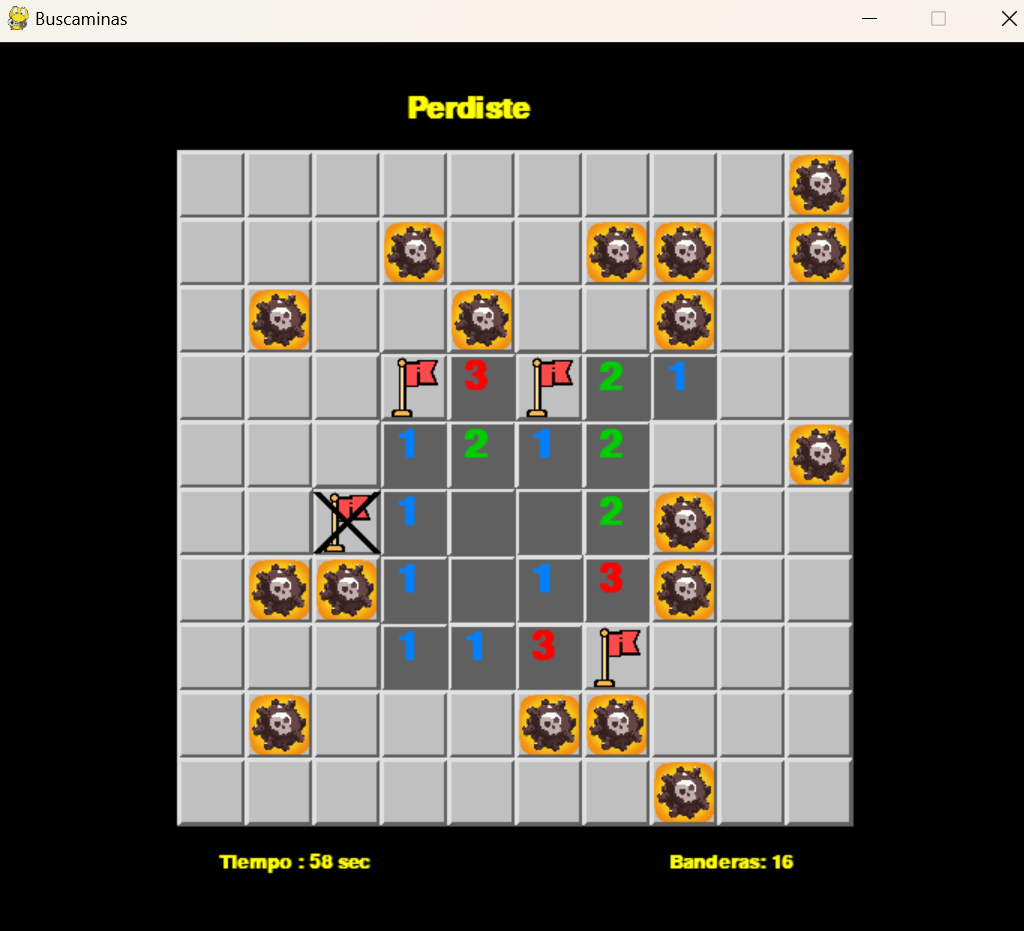 Buscaminas
Perdiste
3 2 1
1 2 1 2
1 2
1 1 3
1 1 3
Tiempo : 58 sec
Banderas: 16